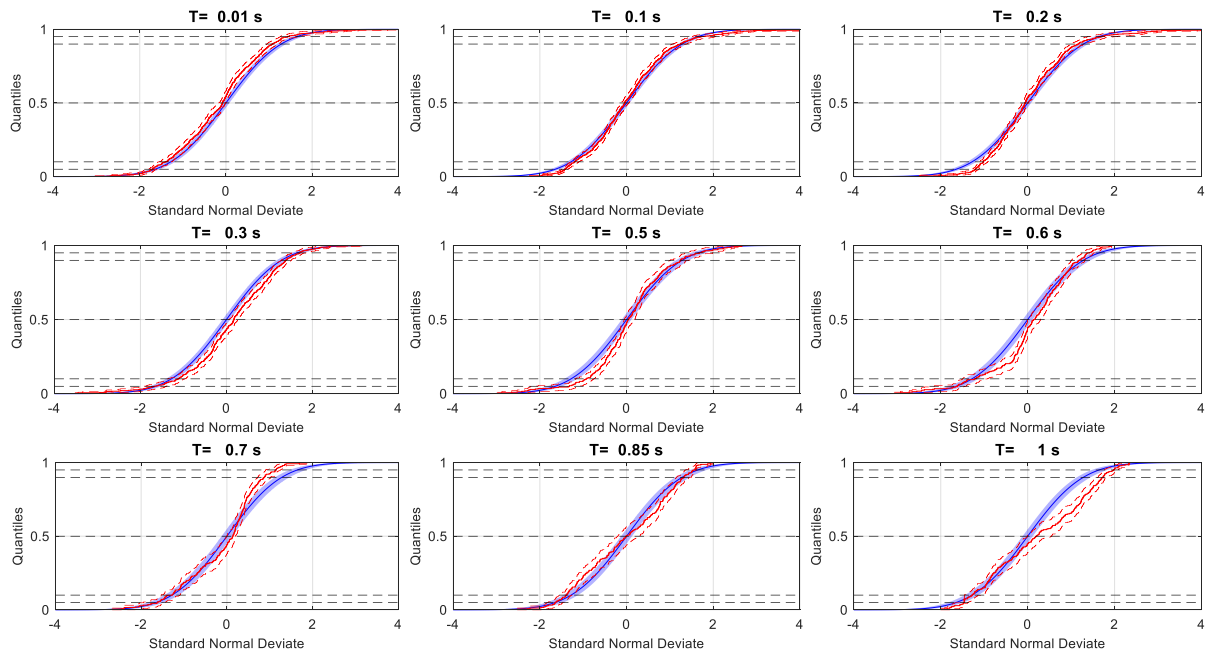 T= 0.01 s
1
0.5
0
Quantiles
-4 -2 0 2 4
Standard Normal Deviate
T= 0.1 s
1
0.5
0
Quantiles
-4 -2 0 2 4
Standard Normal Deviate
T= 0.2 s
1
0.5
0
Quantiles
-4 -2 0 2 4
Standard Normal Deviate
T= 0.3 s
1
0.5
0
Quantiles
-4 -2 0 2 4
Standard Normal Deviate
T= 0.5 s
1
0.5
0
Quantiles
-4 -2 0 2 4
Standard Normal Deviate
T= 0.6 s
1
0.5
0
Quantiles
-4 -2 0 2 4
Standard Normal Deviate
T= 0.7 s
1
0.5
0
Quantiles
-4 -2 0 2 4
Standard Normal Deviate
T= 0.85 s
1
0.5
0
Quantiles
-4 -2 0 2 4
Standard Normal Deviate
T= 1 s
1
0.5
0
Quantiles
-4 -2 0 2 4
Standard Normal Deviate